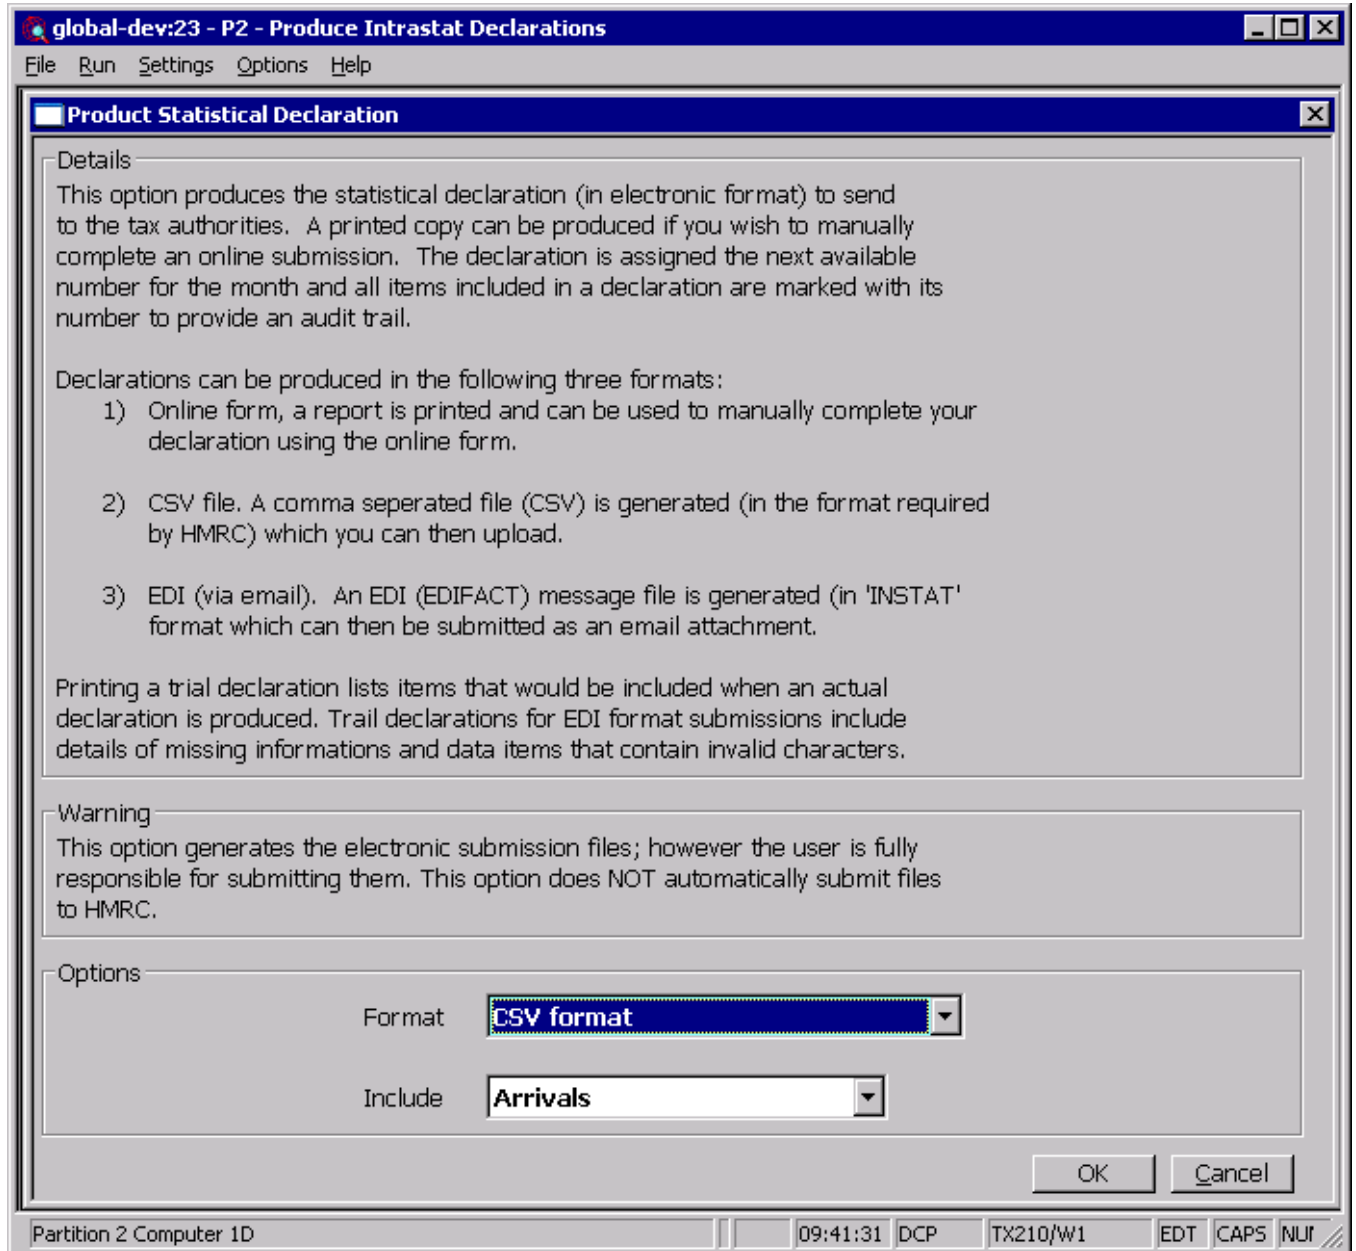 global-dev:23 - P2 - Produce Intrastat Declarations
File Run Settings Options Help
Product Statistical Declaration
Details
This option produces the statistical declaration (in electronic format) to send
to the tax authorities. A printed copy can be produced if you wish to manually
complete an online submission. The declaration is assigned the next available
number for the month and all items included in a declaration are marked with its
number to provide an audit trail.
Declarations can be produced in the following three formats:
1) Online form, a report is printed and can be used to manually complete your
declaration using the online form.
2) CSV file. A comma seperated file (CSV) is generated (in the format required
by HMRC) which you can then upload.
3) EDI (via email). An EDI (EDIFACT) message file is generated (in 'INSTAT'
format which can then be submitted as an email attachment.
Printing a trial declaration lists items that would be included when an actual
declaration is produced. Trail declarations for EDI format submissions include
details of missing informations and data items that contain invalid characters.
Warning
This option generates the electronic submission files; however the user is fully
responsible for submitting them. This option does NOT automatically submit files
to HMRC.
Options
Format CSV format
Include Arrivals
OK Cancel
Partition 2 Computer 1D 09:41:31 DCP TX210/W1 EDT CAPS